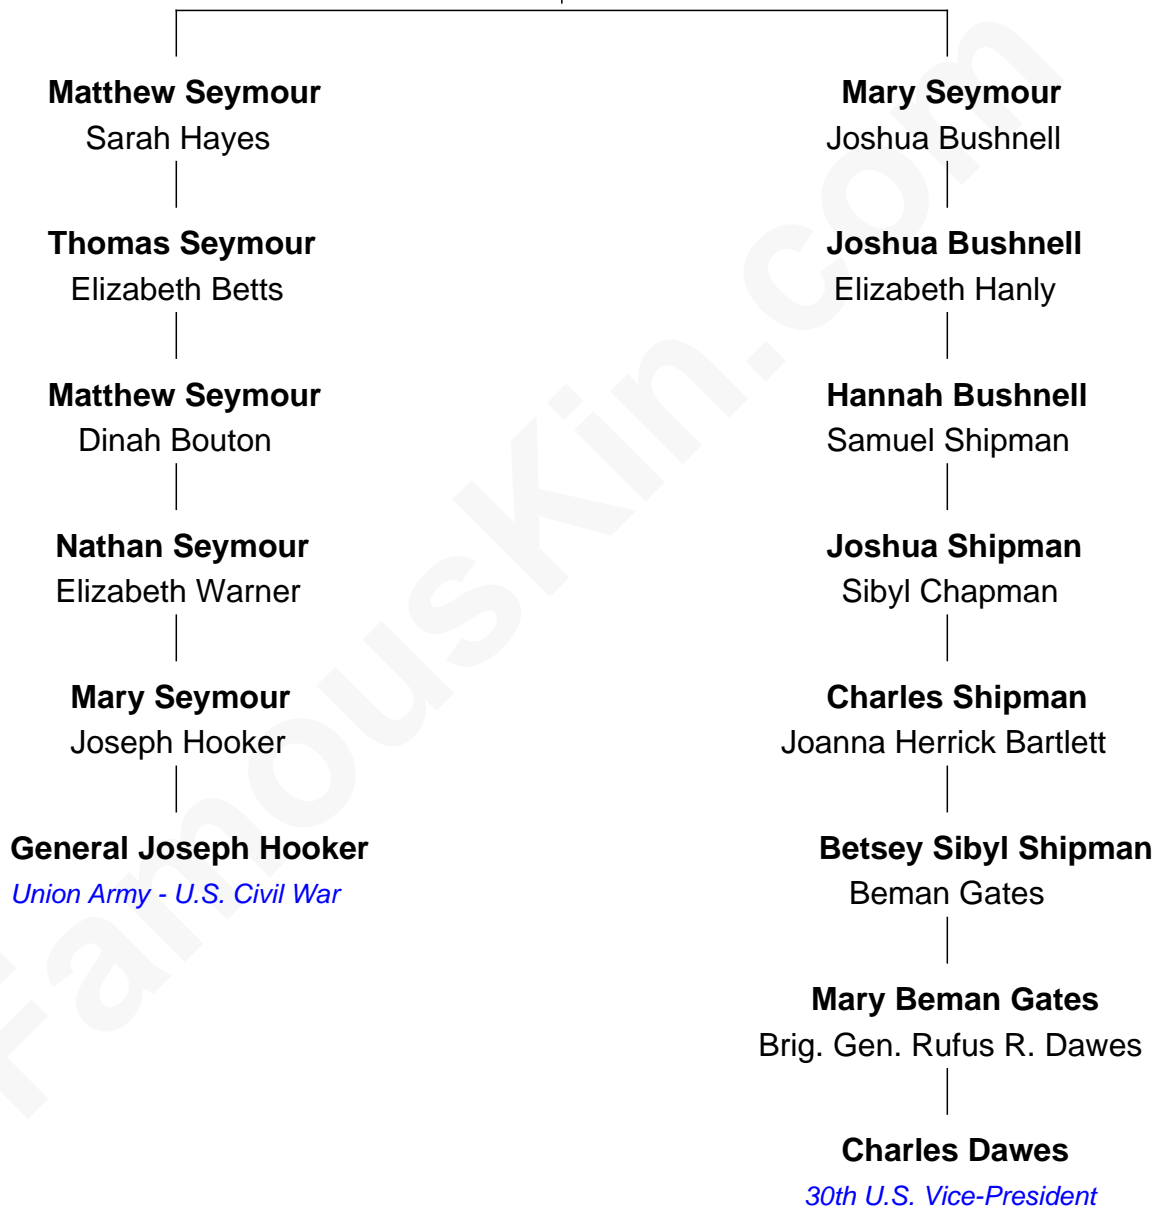 Matthew Seymour
Sarah Hayes
Thomas Seymour
Elizabeth Betts
Matthew Seymour
Dinah Bouton
Nathan Seymour
Elizabeth Warner
Mary Seymour
Joseph Hooker
General Joseph Hooker
Union Army - U.S. Civil War
Mary Seymour
Joshua Bushnell
Joshua Bushnell
Elizabeth Hanly
Hannah Bushnell
Samuel Shipman
Joshua Shipman
Sibyl Chapman
Charles Shipman
Joanna Herrick Bartlett
Betsey Sibyl Shipman
Beman Gates
Mary Beman Gates
Brig. Gen. Rufus R. Dawes
Charles Dawes
30th U.S. Vice-President
FamousKin.com